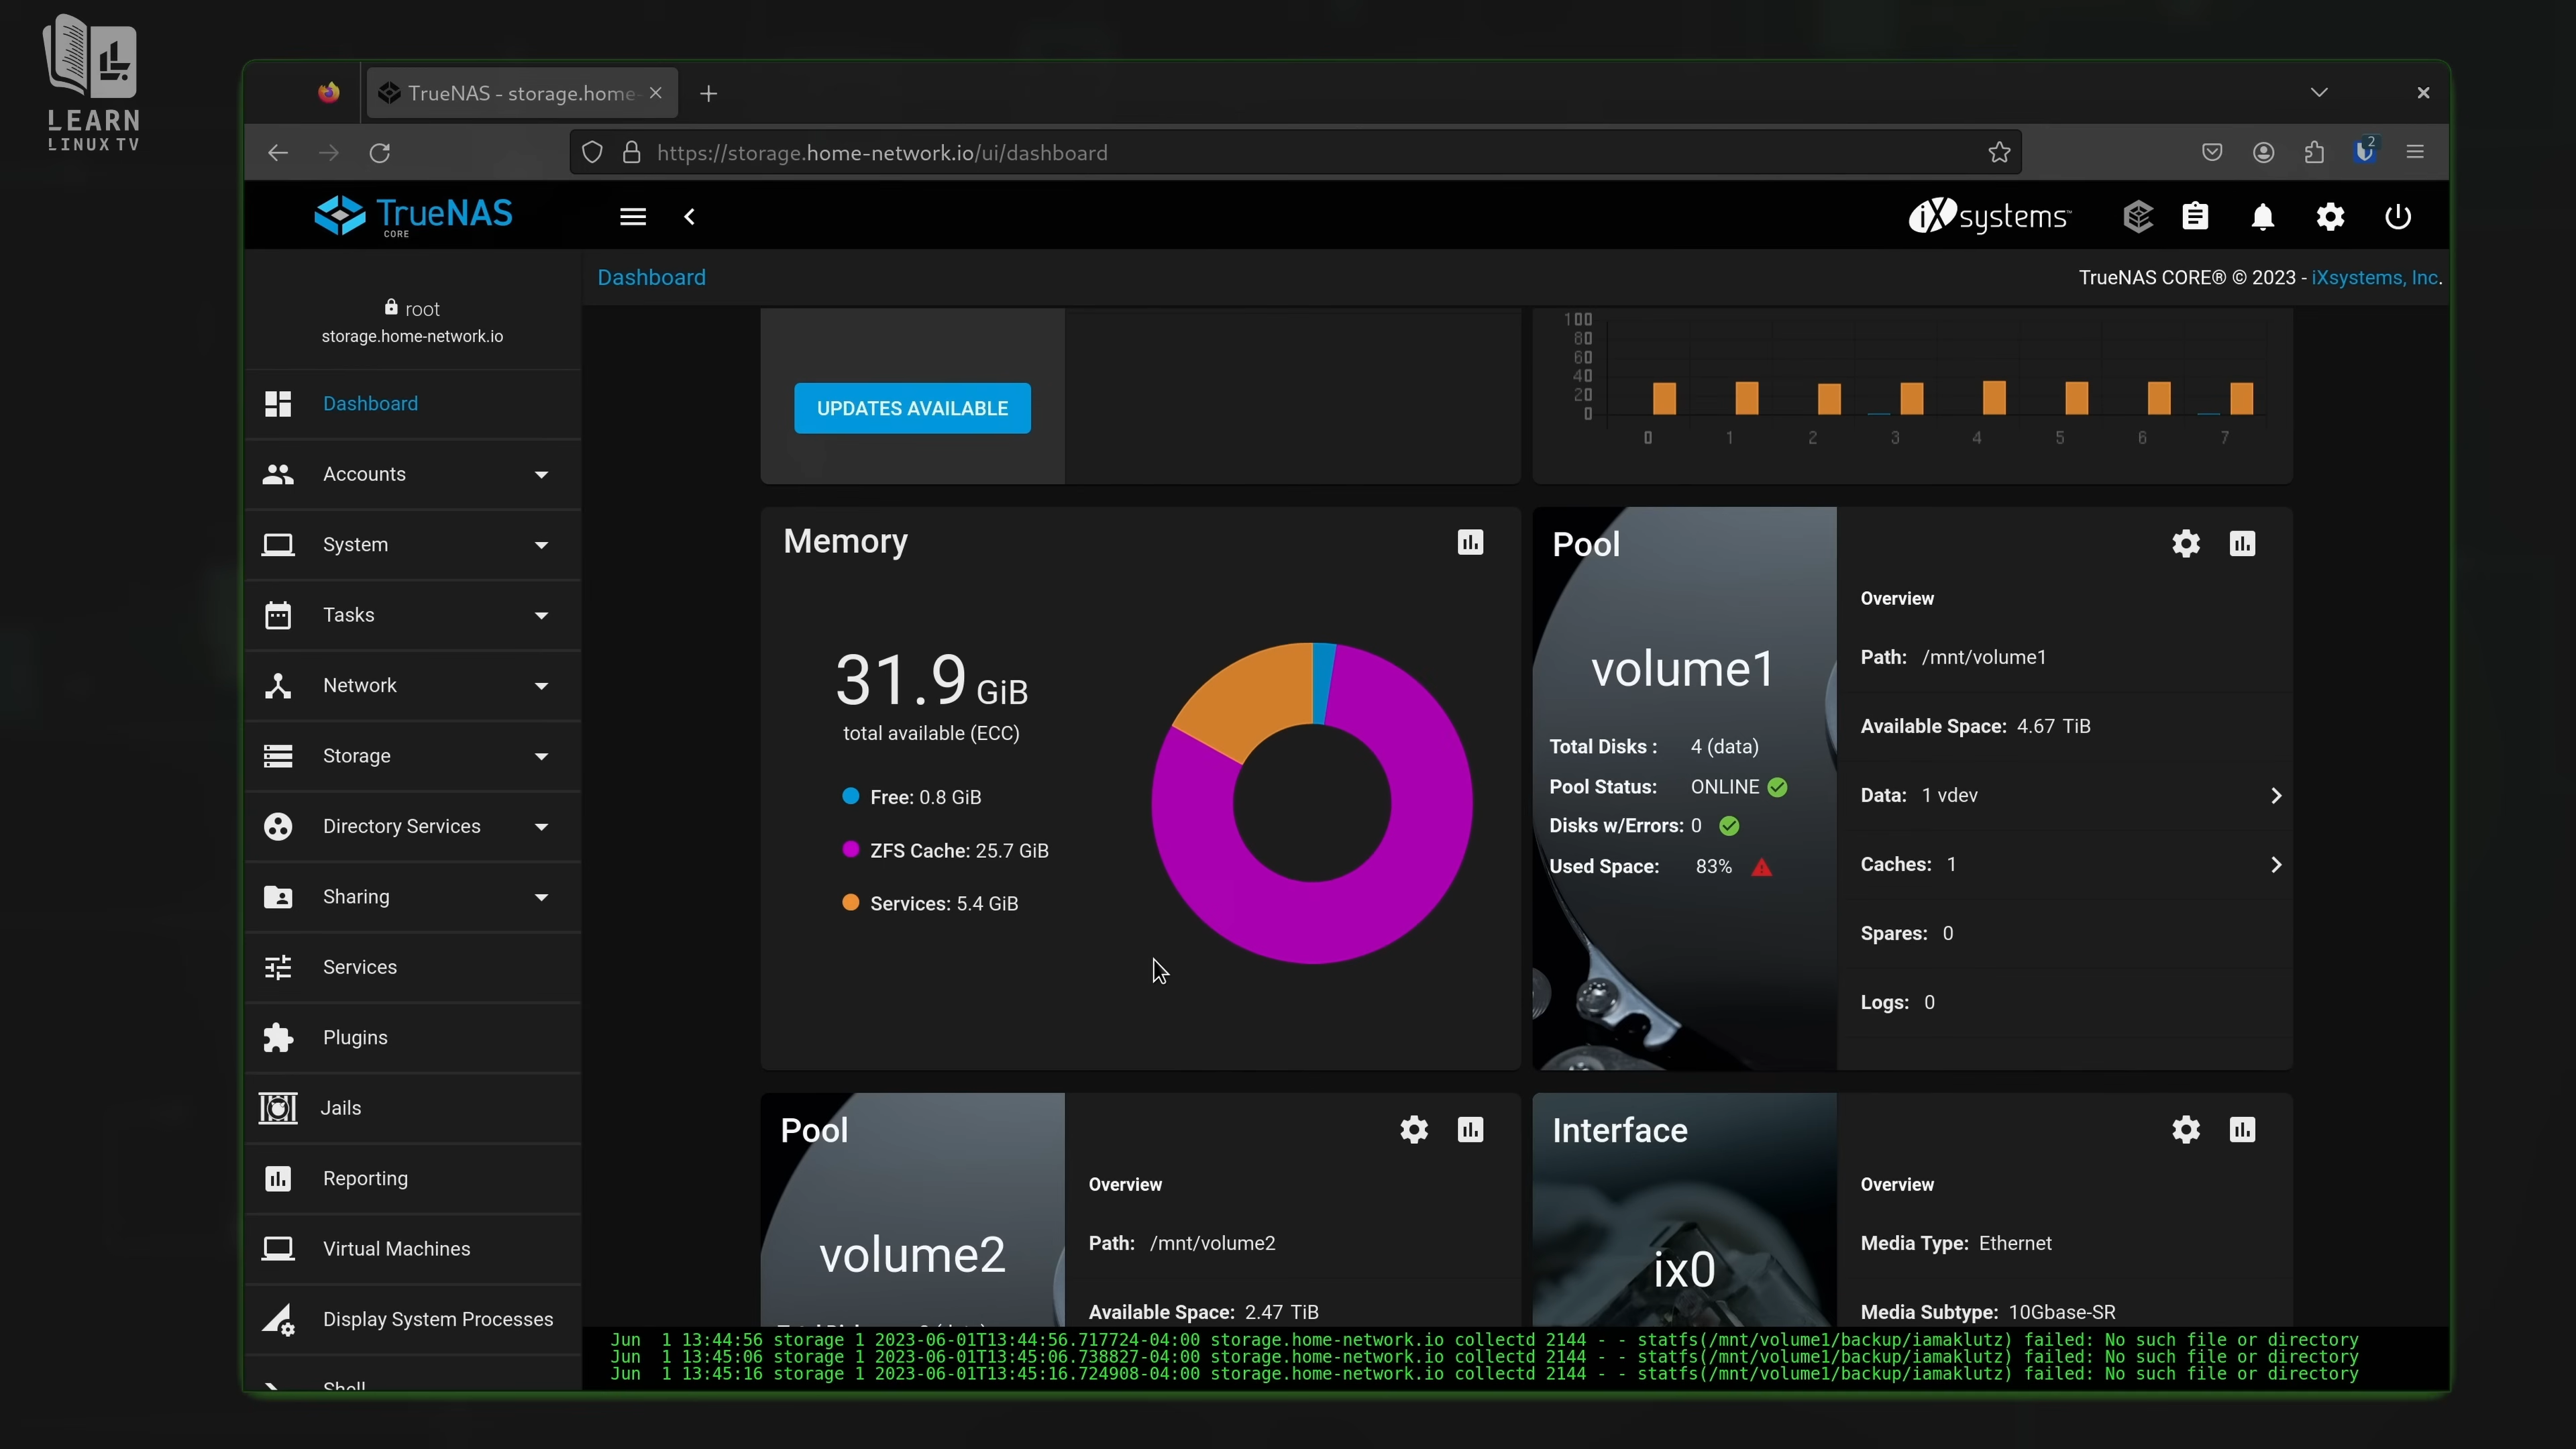 LEARN
LINUX TV
TrueNAS - storage.home-
https://storage.home-network.io/ui/dashboard
2
TrueNAS
CORE
iXsystems
Dashboard
TrueNAS CORE® © 2023 - iXsystems, Inc.
root
storage.home-network.io
Dashboard
Accounts
System
Tasks
Network
Storage
Directory Services
Sharing
Services
Plugins
Jails
Reporting
Virtual Machines
Display System Processes
Shell
UPDATES AVAILABLE
100
80
60
40
20
0
0 1 2 3 4 5 6 7
Memory
31.9 GiB
total available (ECC)
Free: 0.8 GiB
ZFS Cache: 25.7 GiB
Services: 5.4 GiB
Pool
volume1
Total Disks : 4 (data)
Pool Status: ONLINE
Disks w/Errors: 0
Used Space: 83%
Overview
Path: /mnt/volume1
Available Space: 4.67 TiB
Data: 1 vdev
Caches: 1
Spares: 0
Logs: 0
Pool
volume2
Overview
Path: /mnt/volume2
Available Space: 2.47 TiB
Interface
ix0
Overview
Media Type: Ethernet
Media Subtype: 10Gbase-SR
Jun 1 13:44:56 storage 1 2023-06-01T13:44:56.717724-04:00 storage.home-network.io collectd 2144 - - statfs(/mnt/volume1/backup/iamaklutz) failed: No such file or directory
Jun 1 13:45:06 storage 1 2023-06-01T13:45:06.738827-04:00 storage.home-network.io collectd 2144 - - statfs(/mnt/volume1/backup/iamaklutz) failed: No such file or directory
Jun 1 13:45:16 storage 1 2023-06-01T13:45:16.724908-04:00 storage.home-network.io collectd 2144 - - statfs(/mnt/volume1/backup/iamaklutz) failed: No such file or directory